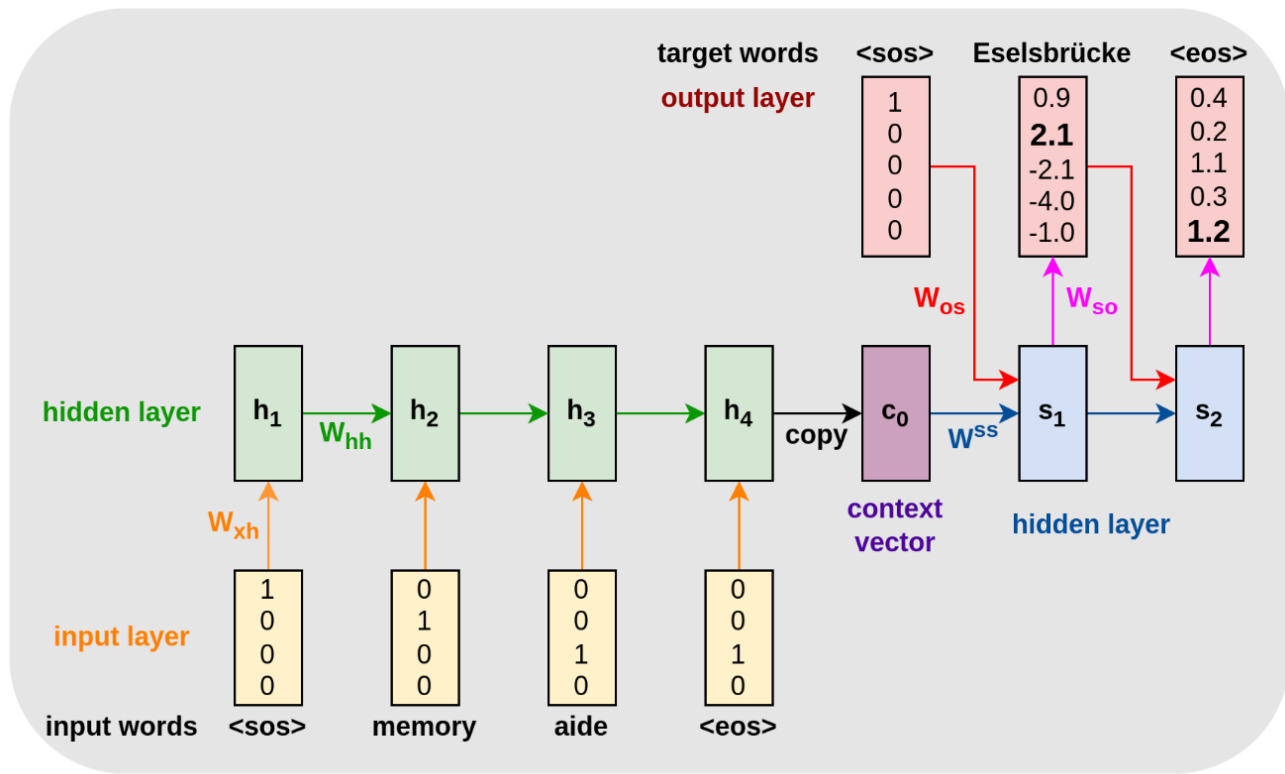 target words <sos> Eselsbrücke <eos>
output layer
1 0.9 0.4
0 2.1 0.2
0 -2.1 1.1
0 -4.0 0.3
0 -1.0 1.2
Wos Wso
hidden layer h1 h2 h3 h4 c0 s1 s2
Whh copy Wss
Wxh context vector hidden layer
input layer
1 0 0 0
0 1 0 0
0 0 1 1
0 0 0 0
input words <sos> memory aide <eos>